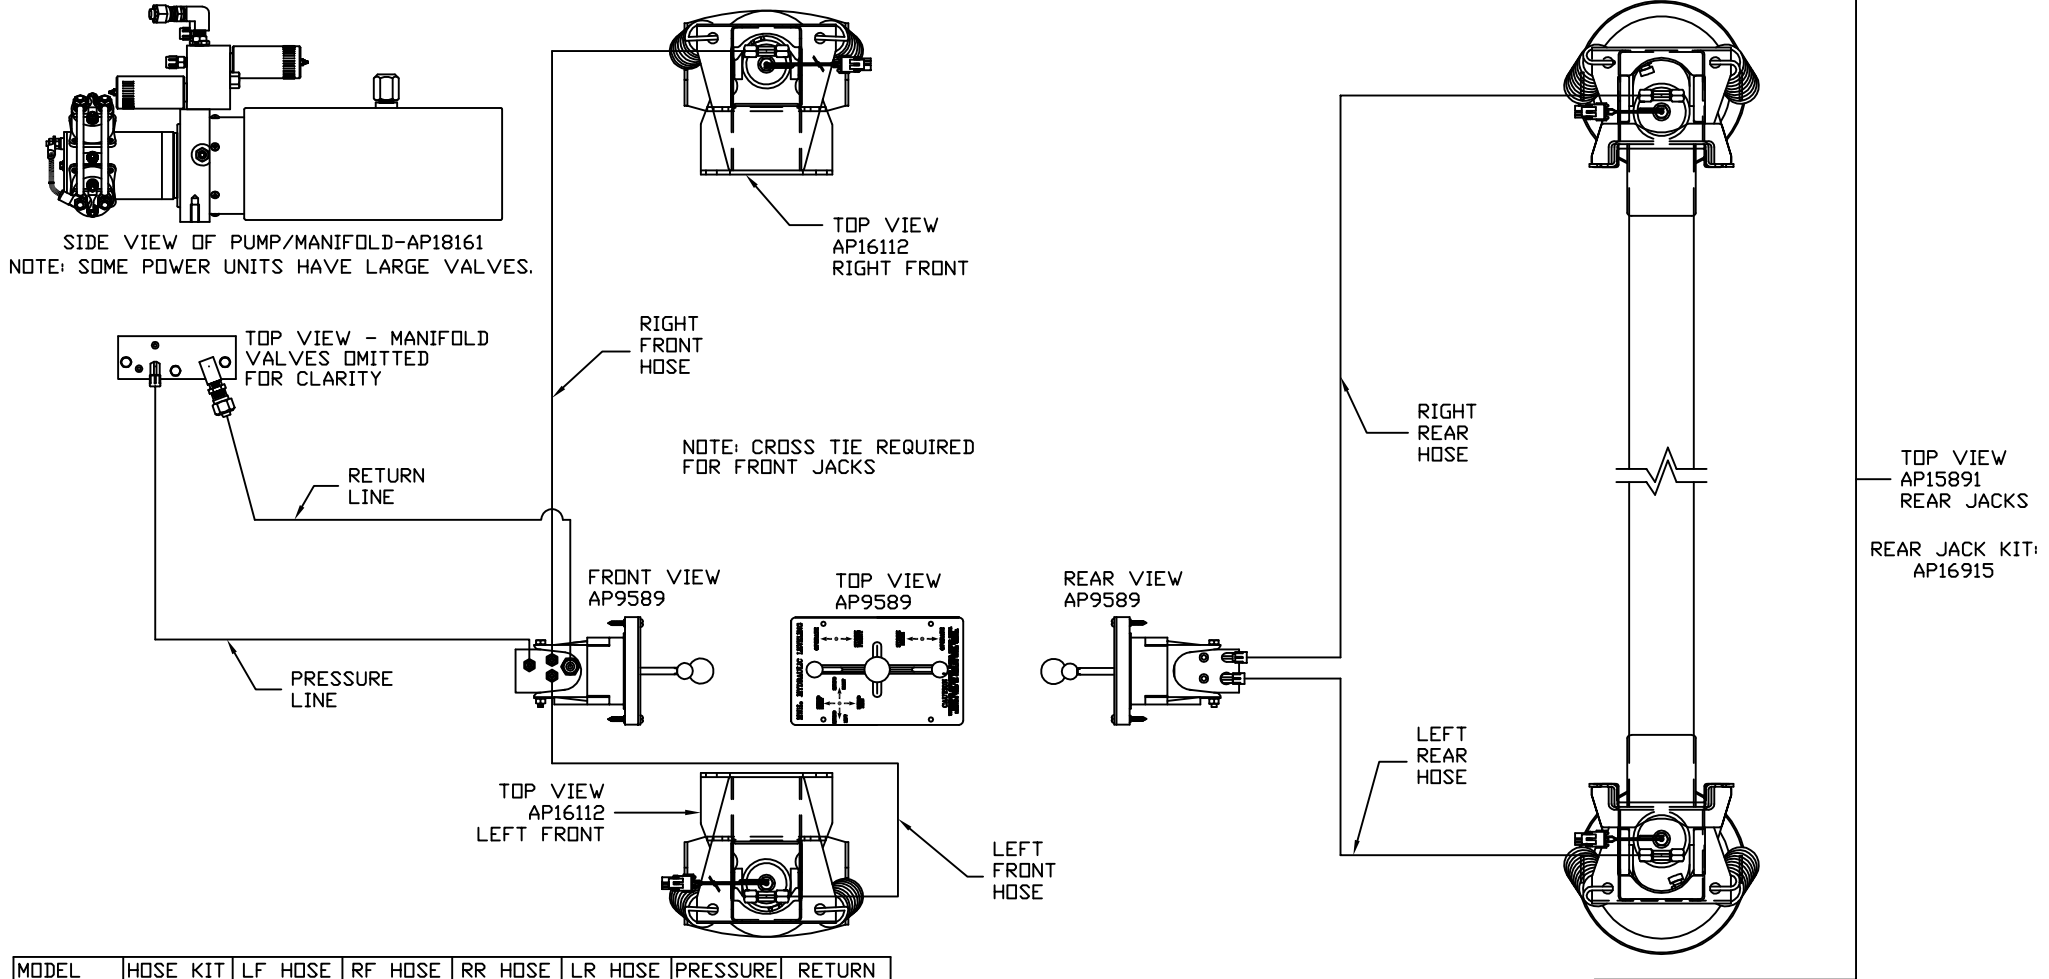 SIDE VIEW OF PUMP/MANIFOLD-AP18161
NOTE: SOME POWER UNITS HAVE LARGE VALVES.
TOP VIEW
AP16112
RIGHT FRONT
TOP VIEW - MANIFOLD
VALVES OMITTED
FOR CLARITY
RIGHT
FRONT
HOSE
RIGHT
REAR
HOSE
NOTE: CROSS TIE REQUIRED
FOR FRONT JACKS
RETURN
LINE
TOP VIEW
AP15891
REAR JACKS
REAR JACK KIT:
AP16915
FRONT VIEW
AP9589
TOP VIEW
AP9589
REAR VIEW
AP9589
HYDRAULIC LEVELING
PRESSURE
LINE
LEFT
REAR
HOSE
TOP VIEW
AP16112
LEFT FRONT
LEFT
FRONT
HOSE
MODEL HOSE KIT LF HOSE RF HOSE RR HOSE LR HOSE PRESSURE RETURN